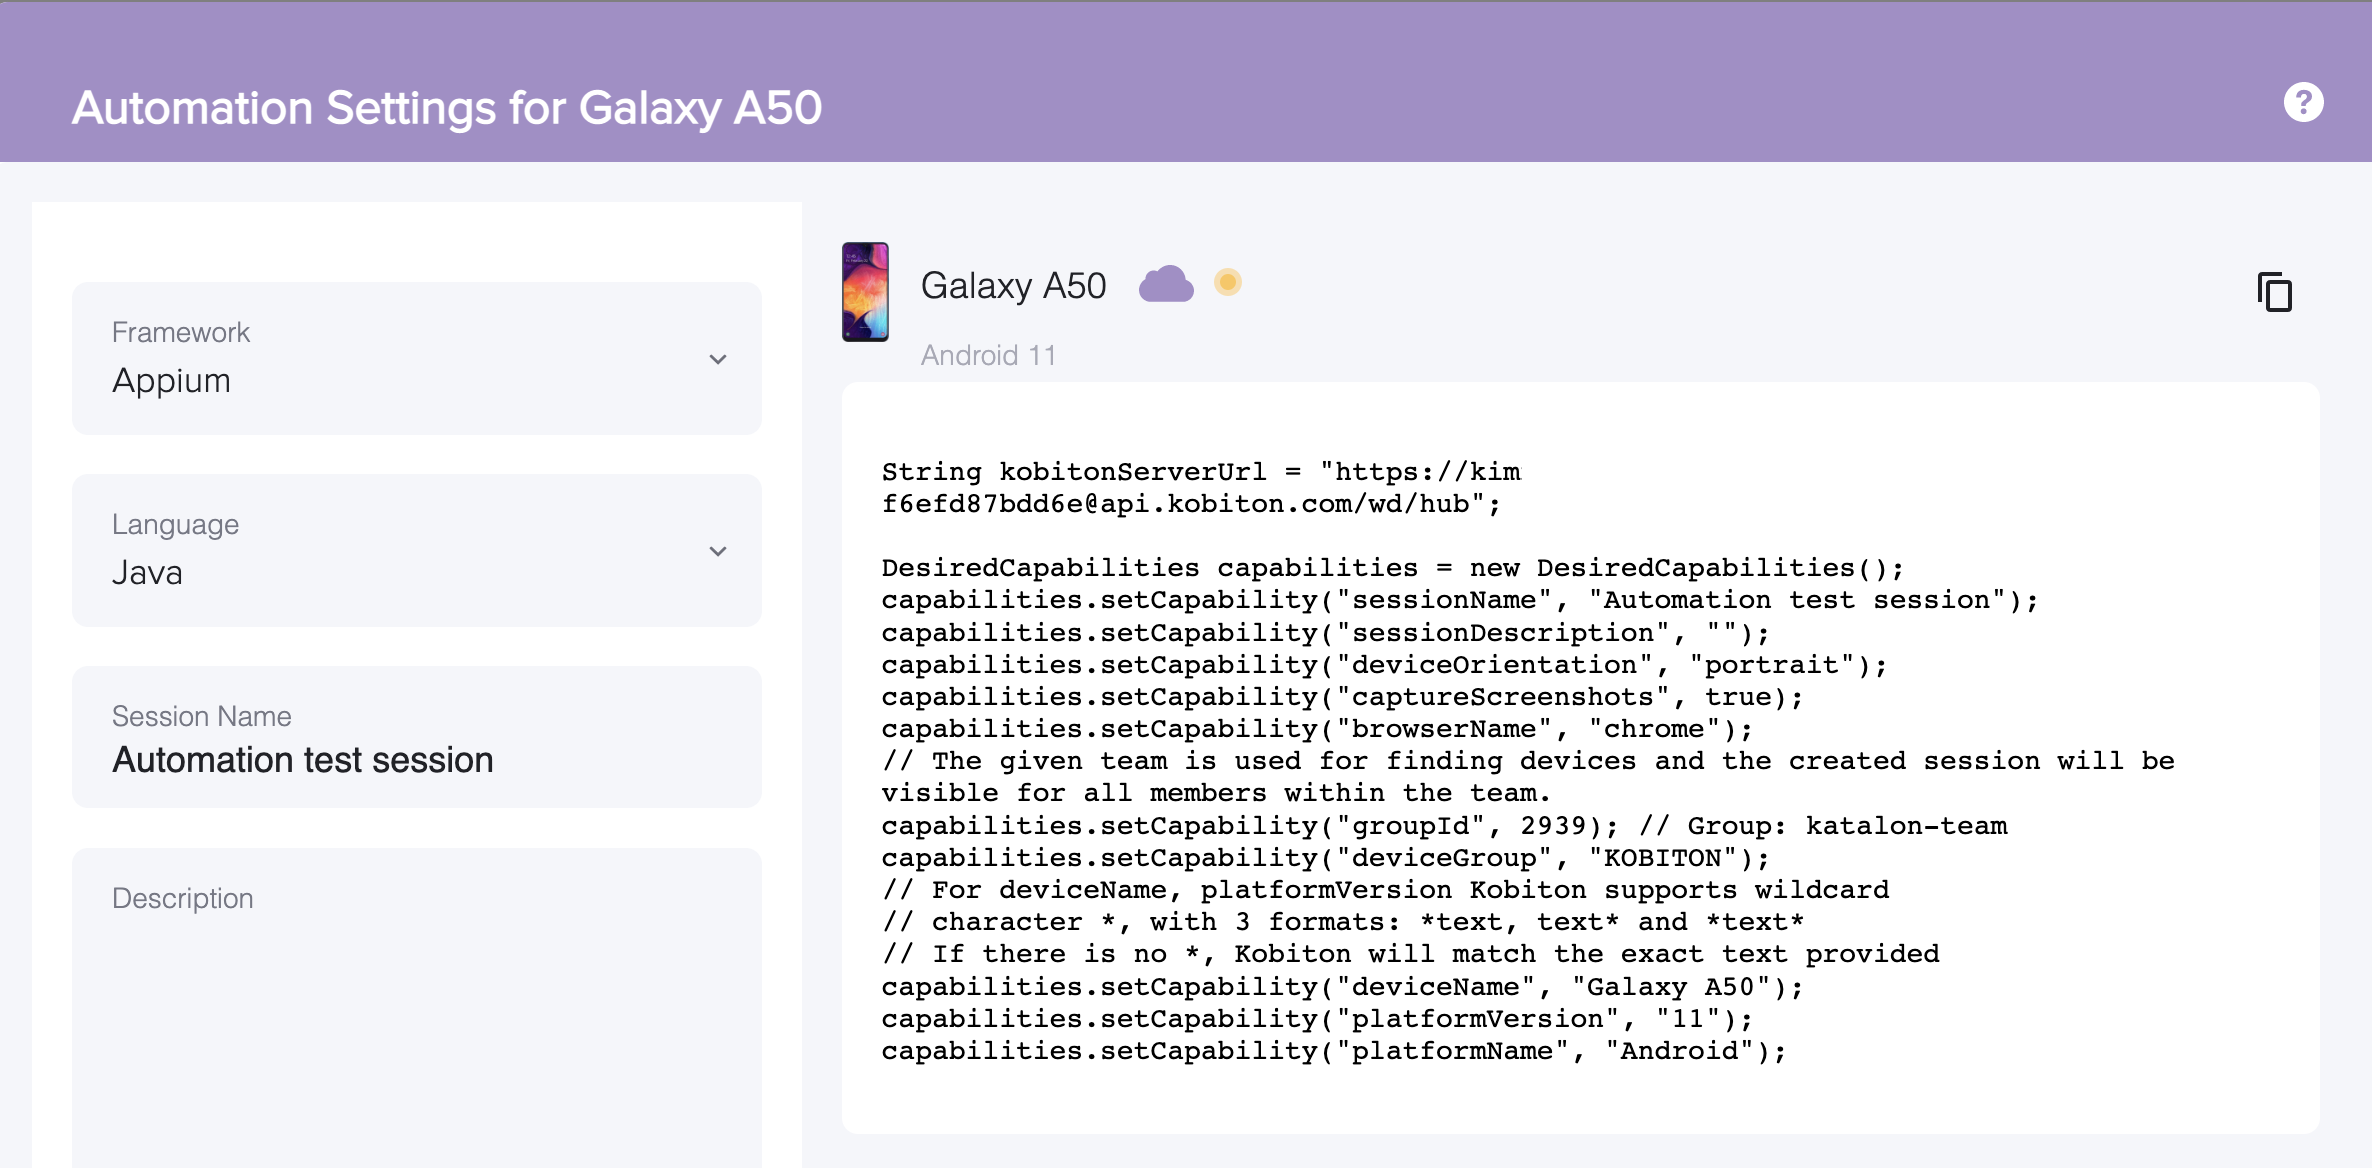 Automation Settings for Galaxy A50
?
Framework
Appium
Language
Java
Session Name
Automation test session
Description
Galaxy A50
Android 11
String kobitonServerUrl = "https://kim
f6efd87bdd6e@api.kobiton.com/wd/hub";
DesiredCapabilities capabilities = new DesiredCapabilities();
capabilities.setCapability("sessionName", "Automation test session");
capabilities.setCapability("sessionDescription", "");
capabilities.setCapability("deviceOrientation", "portrait");
capabilities.setCapability("captureScreenshots", true);
capabilities.setCapability("browserName", "chrome");
// The given team is used for finding devices and the created session will be
visible for all members within the team.
capabilities.setCapability("groupId", 2939); // Group: katalon-team
capabilities.setCapability("deviceGroup", "KOBITON");
// For deviceName, platformVersion Kobiton supports wildcard
// character *, with 3 formats: *text, text* and *text*
// If there is no *, Kobiton will match the exact text provided
capabilities.setCapability("deviceName", "Galaxy A50");
capabilities.setCapability("platformVersion", "11");
capabilities.setCapability("platformName", "Android");